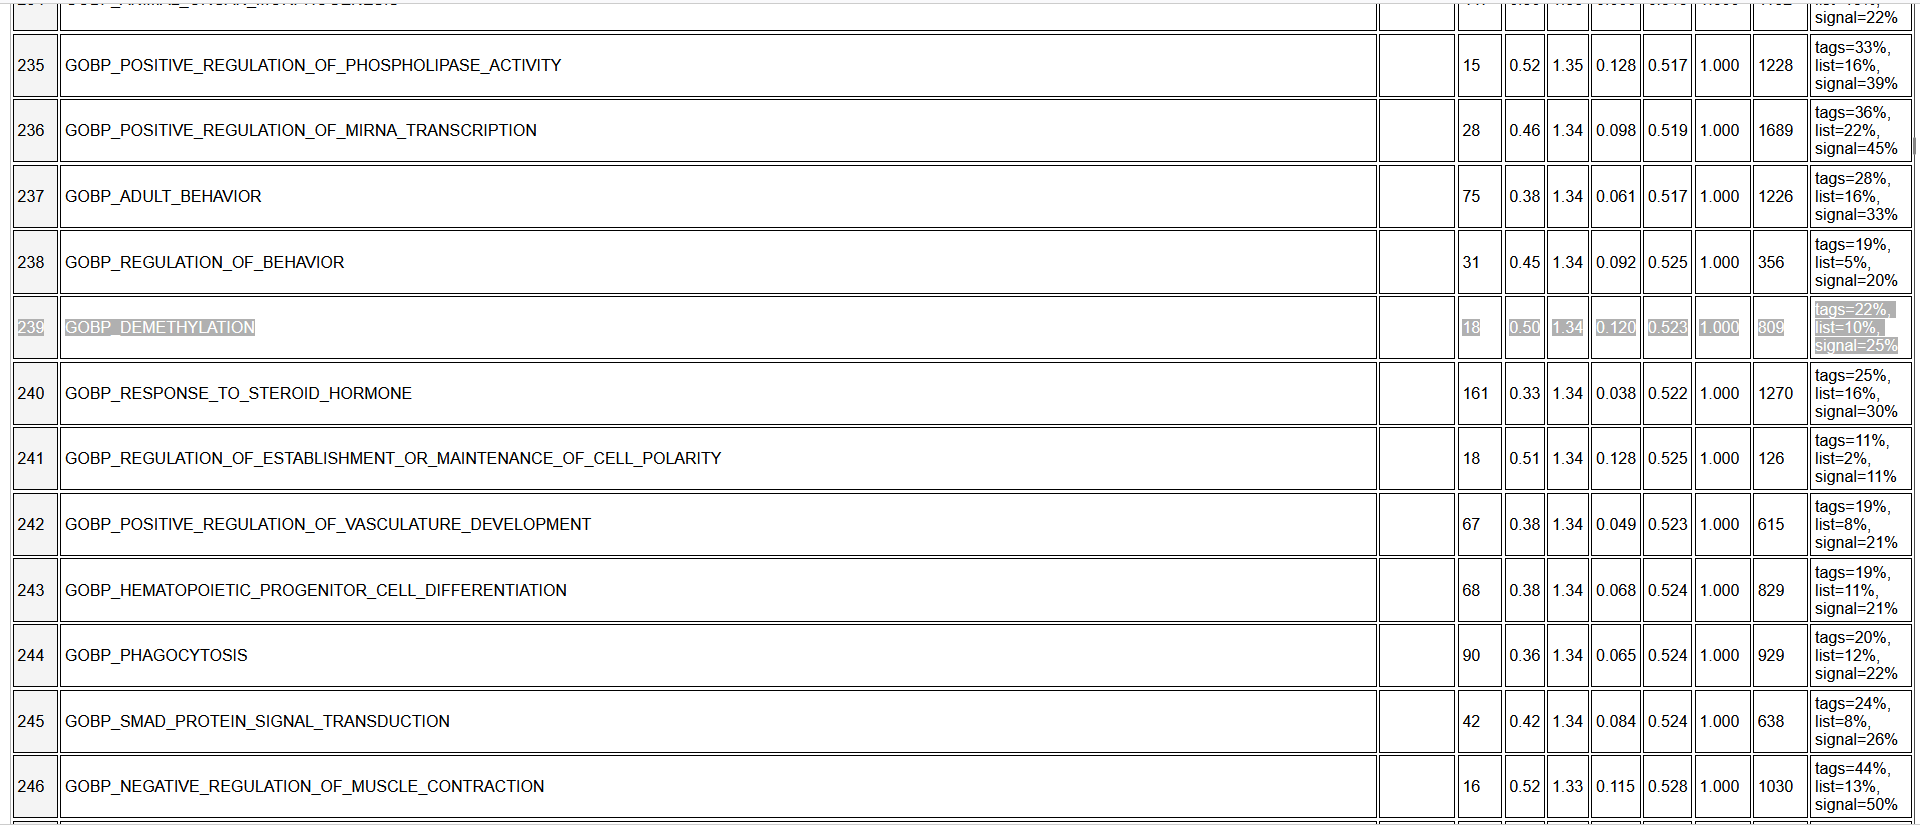 signal=22%
235 GOBP_POSITIVE_REGULATION_OF_PHOSPHOLIPASE_ACTIVITY 15 0.52 1.35 0.128 0.517 1.000 1228 tags=33%, list=16%, signal=39%
236 GOBP_POSITIVE_REGULATION_OF_MIRNA_TRANSCRIPTION 28 0.46 1.34 0.098 0.519 1.000 1689 tags=36%, list=22%, signal=45%
237 GOBP_ADULT_BEHAVIOR 75 0.38 1.34 0.061 0.517 1.000 1226 tags=28%, list=16%, signal=33%
238 GOBP_REGULATION_OF_BEHAVIOR 31 0.45 1.34 0.092 0.525 1.000 356 tags=19%, list=5%, signal=20%
239 GOBP_DEMETHYLATION 18 0.50 1.34 0.120 0.523 1.000 809 tags=22%, list=10%, signal=25%
240 GOBP_RESPONSE_TO_STEROID_HORMONE 161 0.33 1.34 0.038 0.522 1.000 1270 tags=25%, list=16%, signal=30%
241 GOBP_REGULATION_OF_ESTABLISHMENT_OR_MAINTENANCE_OF_CELL_POLARITY 18 0.51 1.34 0.128 0.525 1.000 126 tags=11%, list=2%, signal=11%
242 GOBP_POSITIVE_REGULATION_OF_VASCULATURE_DEVELOPMENT 67 0.38 1.34 0.049 0.523 1.000 615 tags=19%, list=8%, signal=21%
243 GOBP_HEMATOPOIETIC_PROGENITOR_CELL_DIFFERENTIATION 68 0.38 1.34 0.068 0.524 1.000 829 tags=19%, list=11%, signal=21%
244 GOBP_PHAGOCYTOSIS 90 0.36 1.34 0.065 0.524 1.000 929 tags=20%, list=12%, signal=22%
245 GOBP_SMAD_PROTEIN_SIGNAL_TRANSDUCTION 42 0.42 1.34 0.084 0.524 1.000 638 tags=24%, list=8%, signal=26%
246 GOBP_NEGATIVE_REGULATION_OF_MUSCLE_CONTRACTION 16 0.52 1.33 0.115 0.528 1.000 1030 tags=44%, list=13%, signal=50%